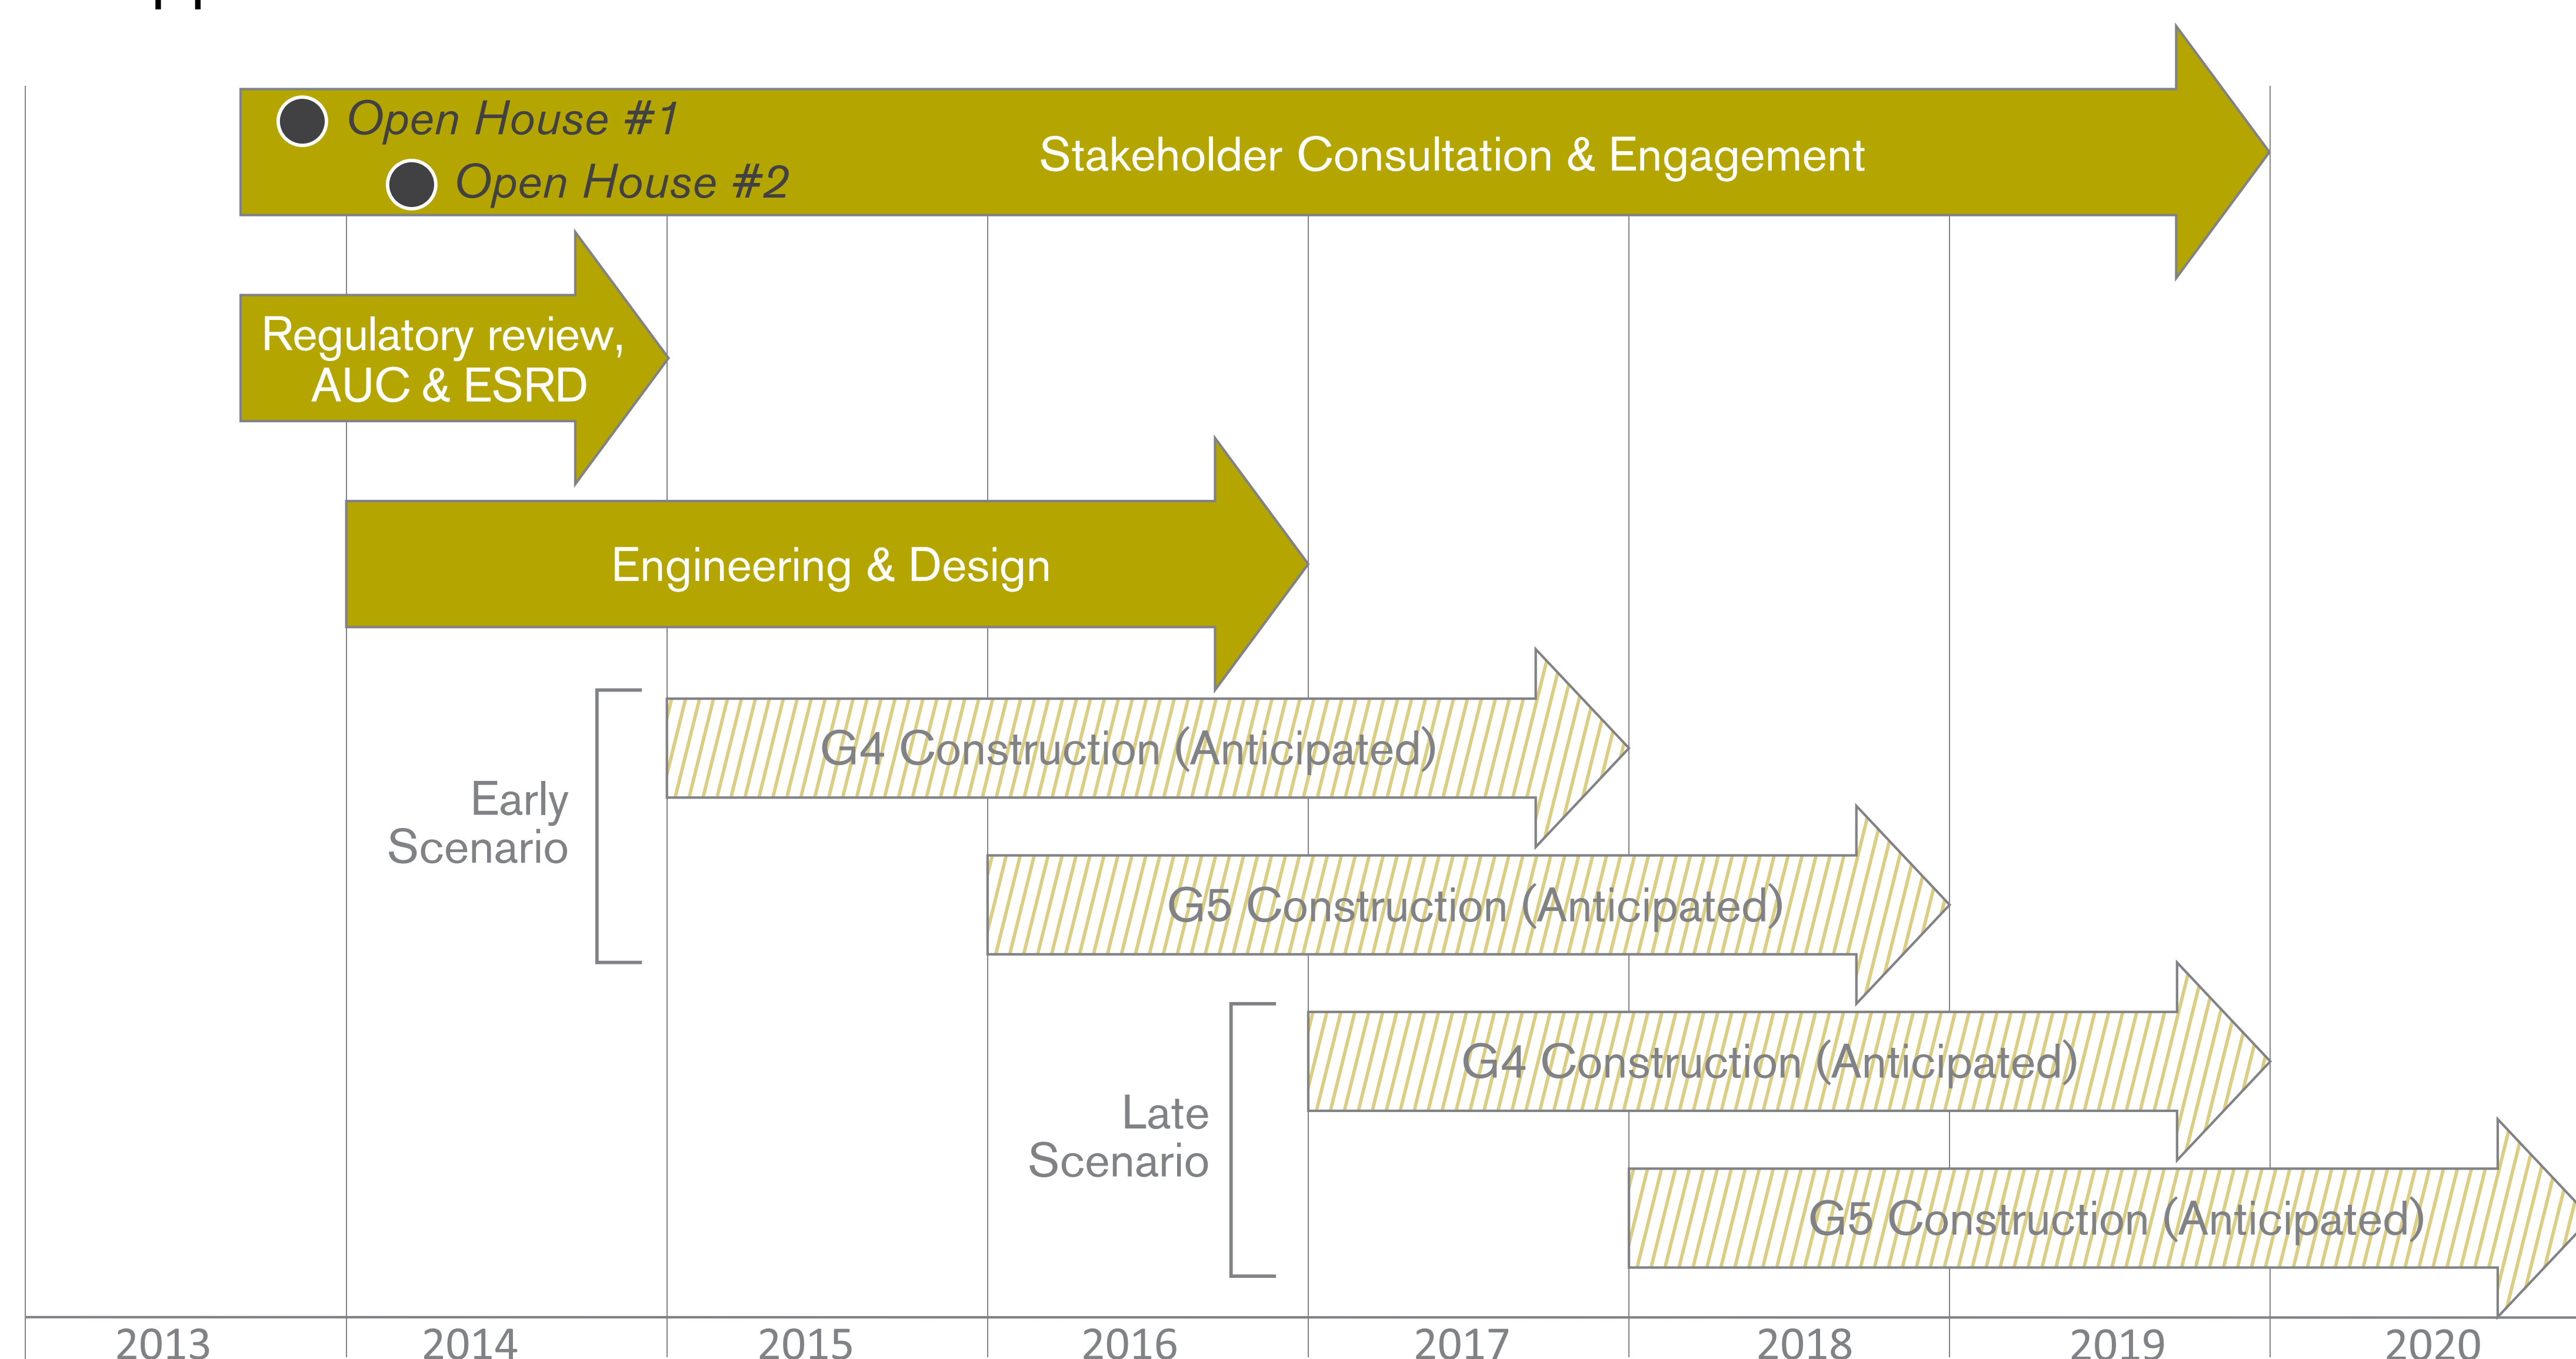 Open House #1
Open House #2
Stakeholder Consultation & Engagement
Regulatory review,
AUC & ESRD
Engineering & Design
Early
Scenario
G4 Construction (Anticipated)
G5 Construction (Anticipated)
Late
Scenario
G4 Construction (Anticipated)
G5 Construction (Anticipated)
2013 2014 2015 2016 2017 2018 2019 2020